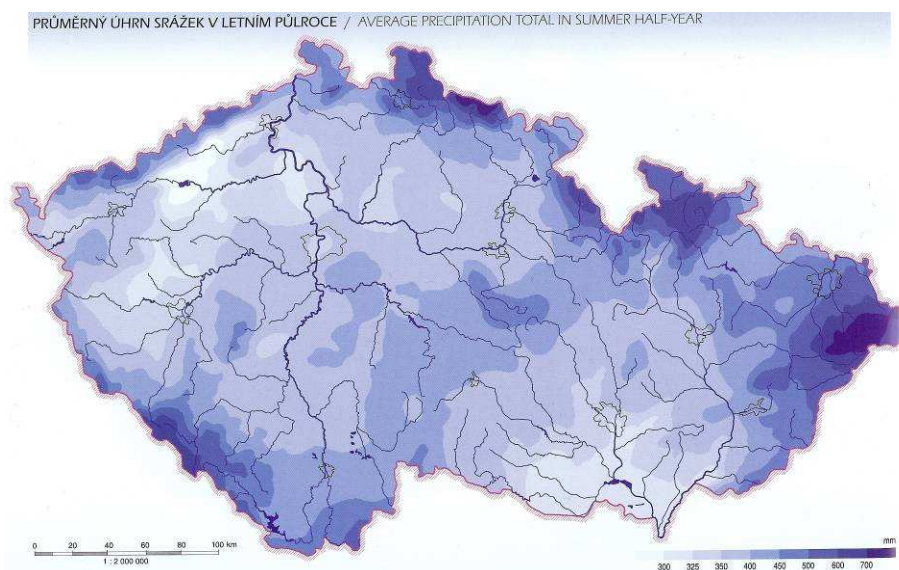 PRŮMĚRNÝ ÚHRN SRÁŽEK V LETNÍM PŮLROCE / AVERAGE PRECIPITATION TOTAL IN SUMMER HALF-YEAR
0 20 40 60 80 100 km
1 : 2 000 000
mm
300 325 350 400 450 500 600 700